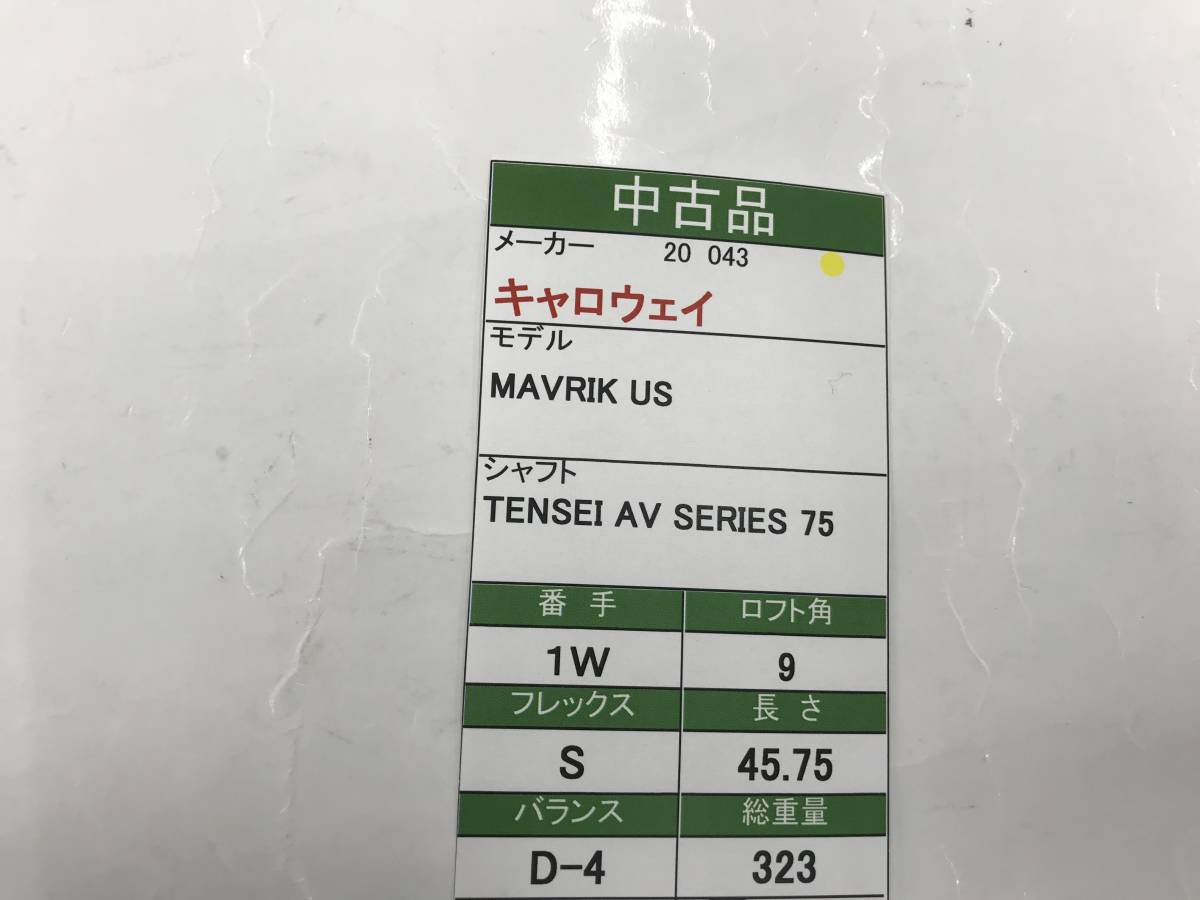 中古品
メーカー 20 043
キャロウェイ
モデル
MAVRIK US
シャフト
TENSEI AV SERIES 75
番 手 ロフト角
1W 9
フレックス 長 さ
S 45.75
バランス 総重量
D-4 323